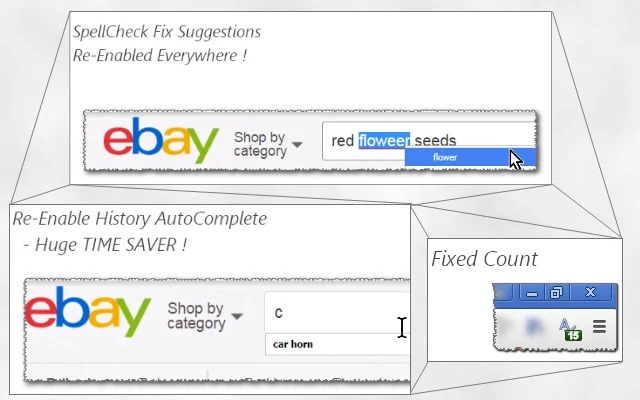 SpellCheck Fix Suggestions
Re-Enabled Everywhere !
ebay
Shop by
category
red floweer seeds
flower
Re-Enable History AutoComplete
- Huge TIME SAVER !
ebay
Shop by
category
c
car horn
Fixed Count
A
15